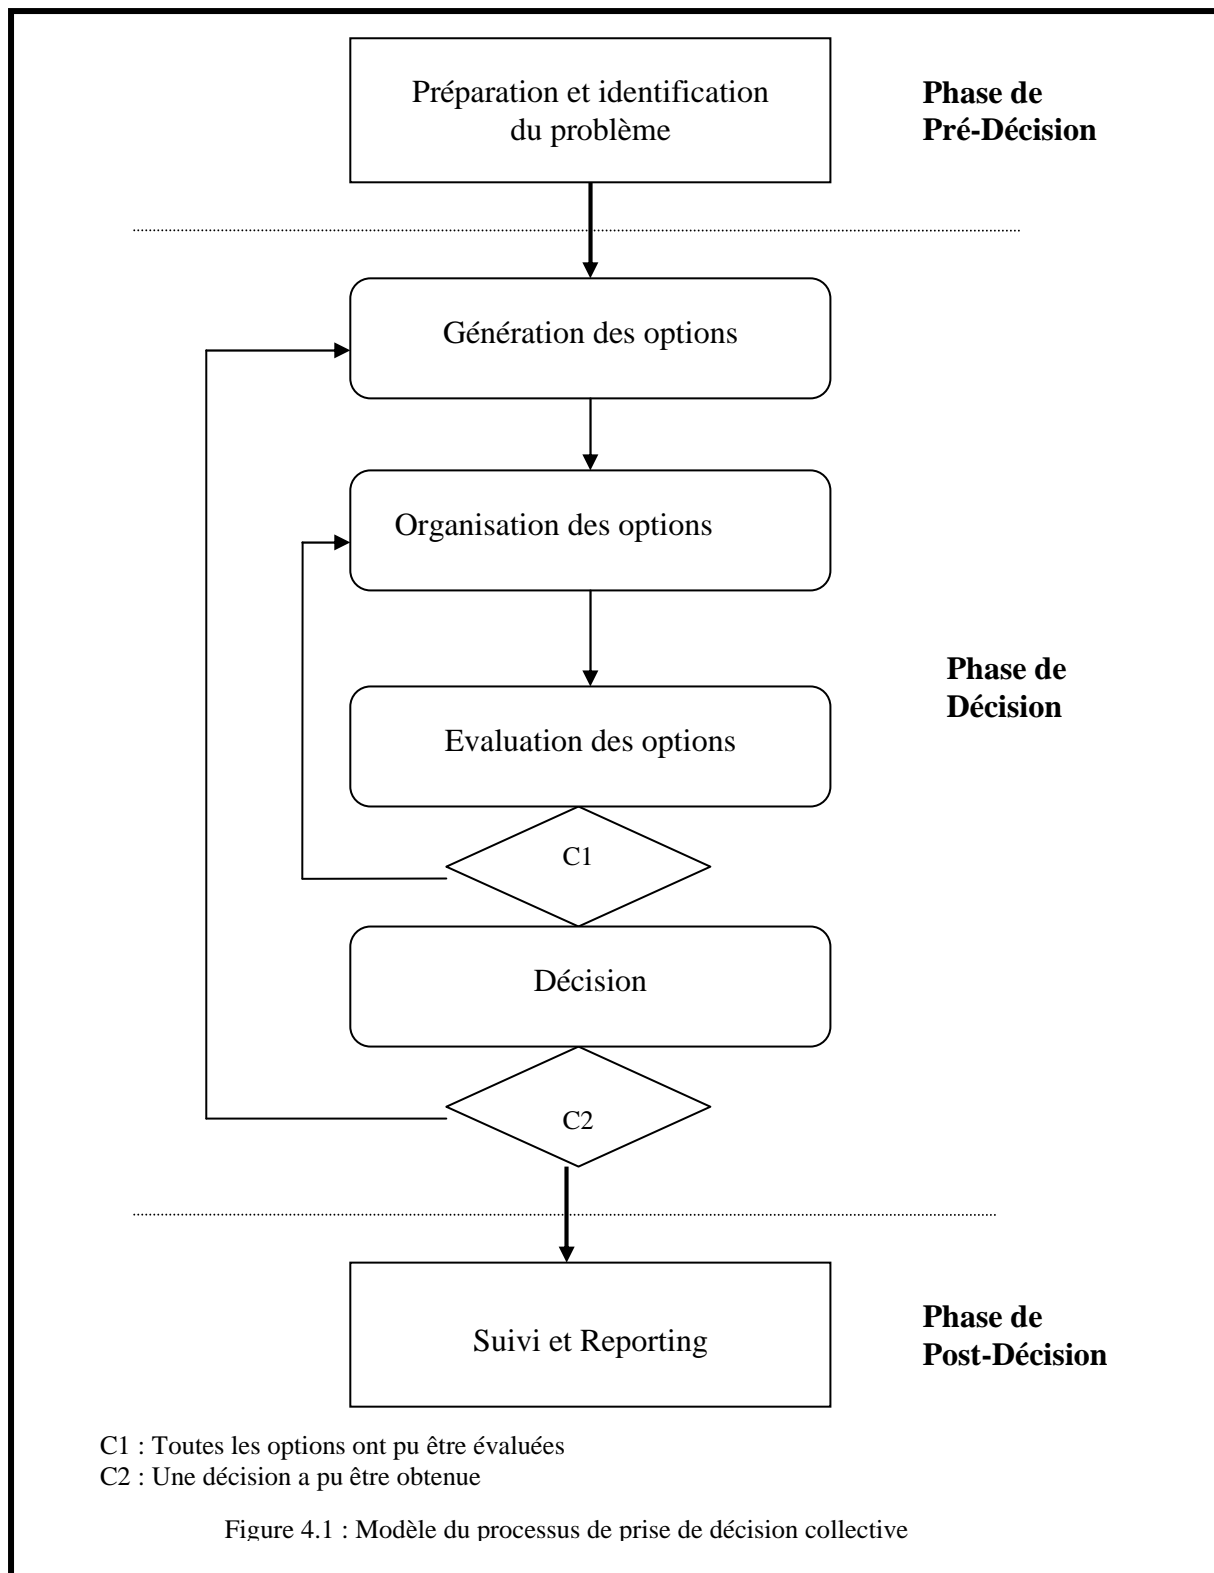 Préparation et identification
du problème
Phase de
Pré-Décision
Génération des options
Organisation des options
Phase de
Décision
Evaluation des options
C1
Décision
C2
Suivi et Reporting
Phase de
Post-Décision
C1 : Toutes les options ont pu être évaluées
C2 : Une décision a pu être obtenue
Figure 4.1 : Modèle du processus de prise de décision collective